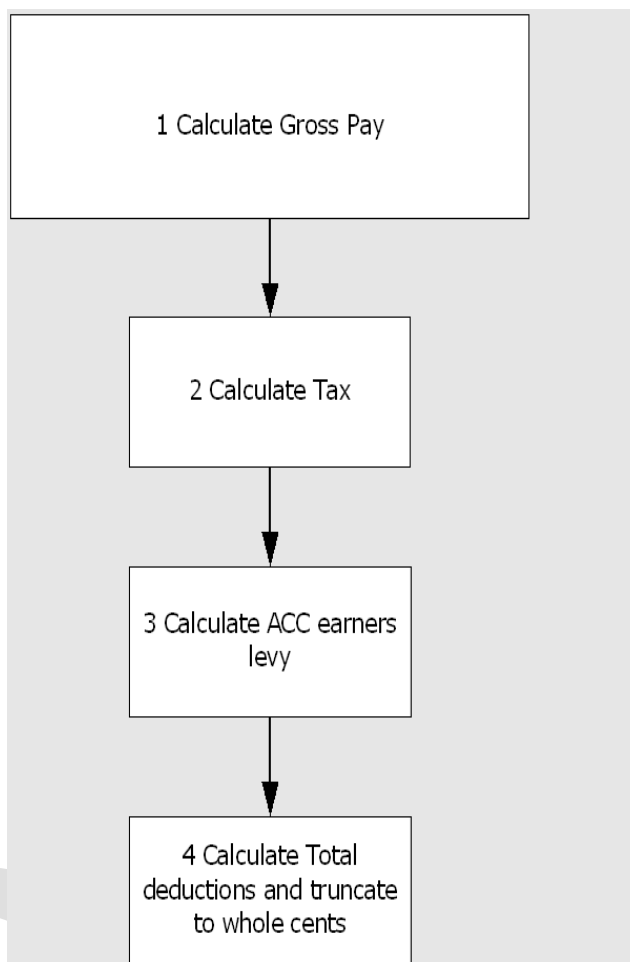 1 Calculate Gross Pay
2 Calculate Tax
3 Calculate ACC earners
levy
4 Calculate Total
deductions and truncate
to whole cents